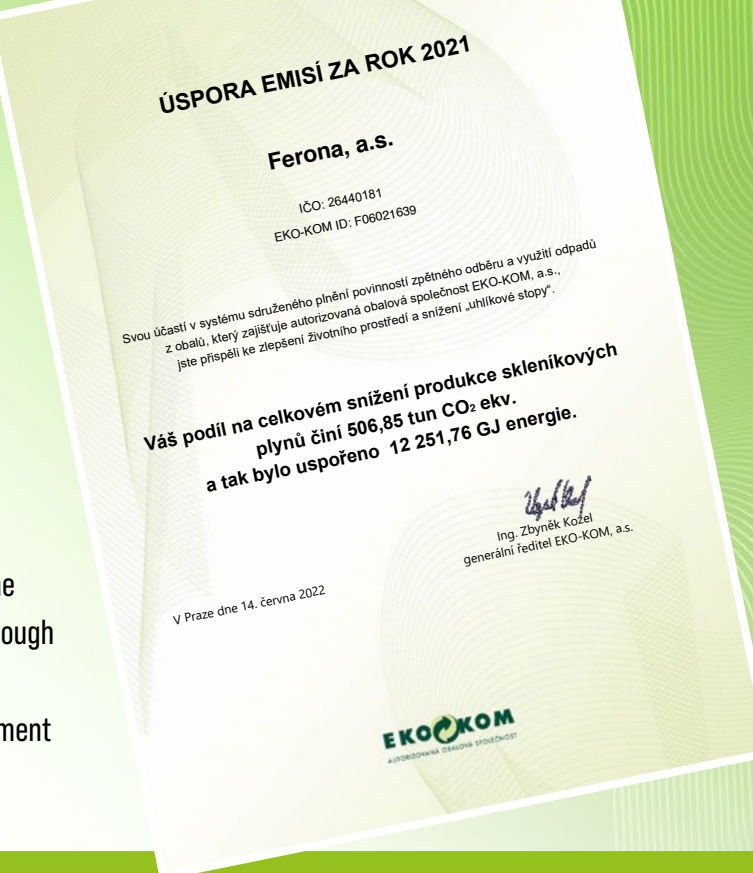 ÚSPORA EMISÍ ZA ROK 2021
Ferona, a.s.
IČO: 26440181
EKO-KOM ID: F06021639
Svou účastí v systému sdruženého plnění povinností zpětného odběru a využití odpadů
z obalů, který zajišťuje autorizovaná obalová společnost EKO-KOM, a.s.,
jste přispěli ke zlepšení životního prostředí a snížení „uhlíkové stopy“.
Váš podíl na celkovém snížení produkce skleníkových
plynů činí 506,85 tun CO₂ ekv.
a tak bylo uspořeno 12 251,76 GJ energie.
Ing. Zbyněk Kozel
generální ředitel EKO-KOM, a.s.
V Praze dne 14. června 2022
EKO KOM
AUTORIZOVANÁ OBALOVÁ SPOLEČNOST
ment